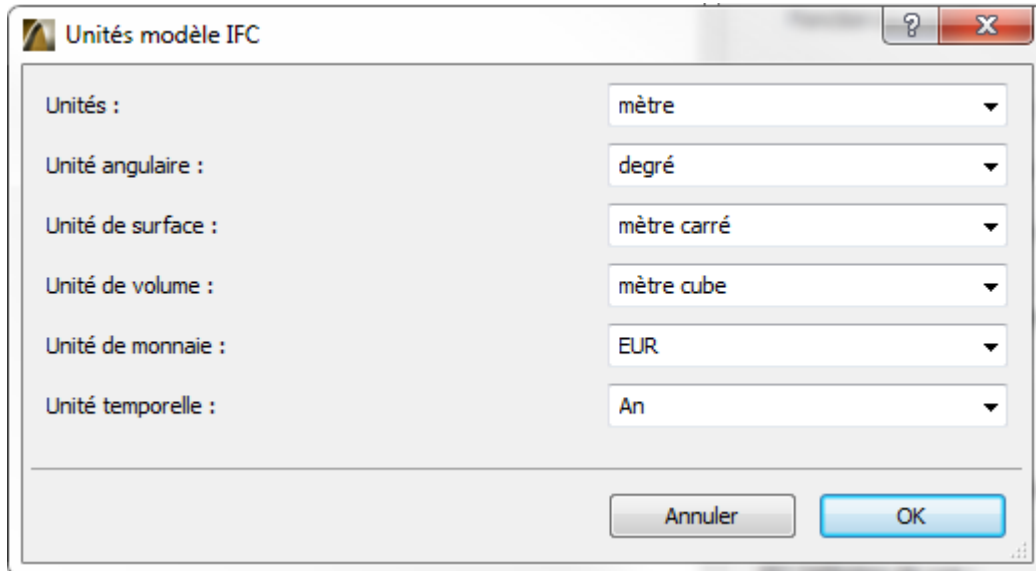 Unités modèle IFC
Unités : mètre
Unité angulaire : degré
Unité de surface : mètre carré
Unité de volume : mètre cube
Unité de monnaie : EUR
Unité temporelle : An
Annuler OK